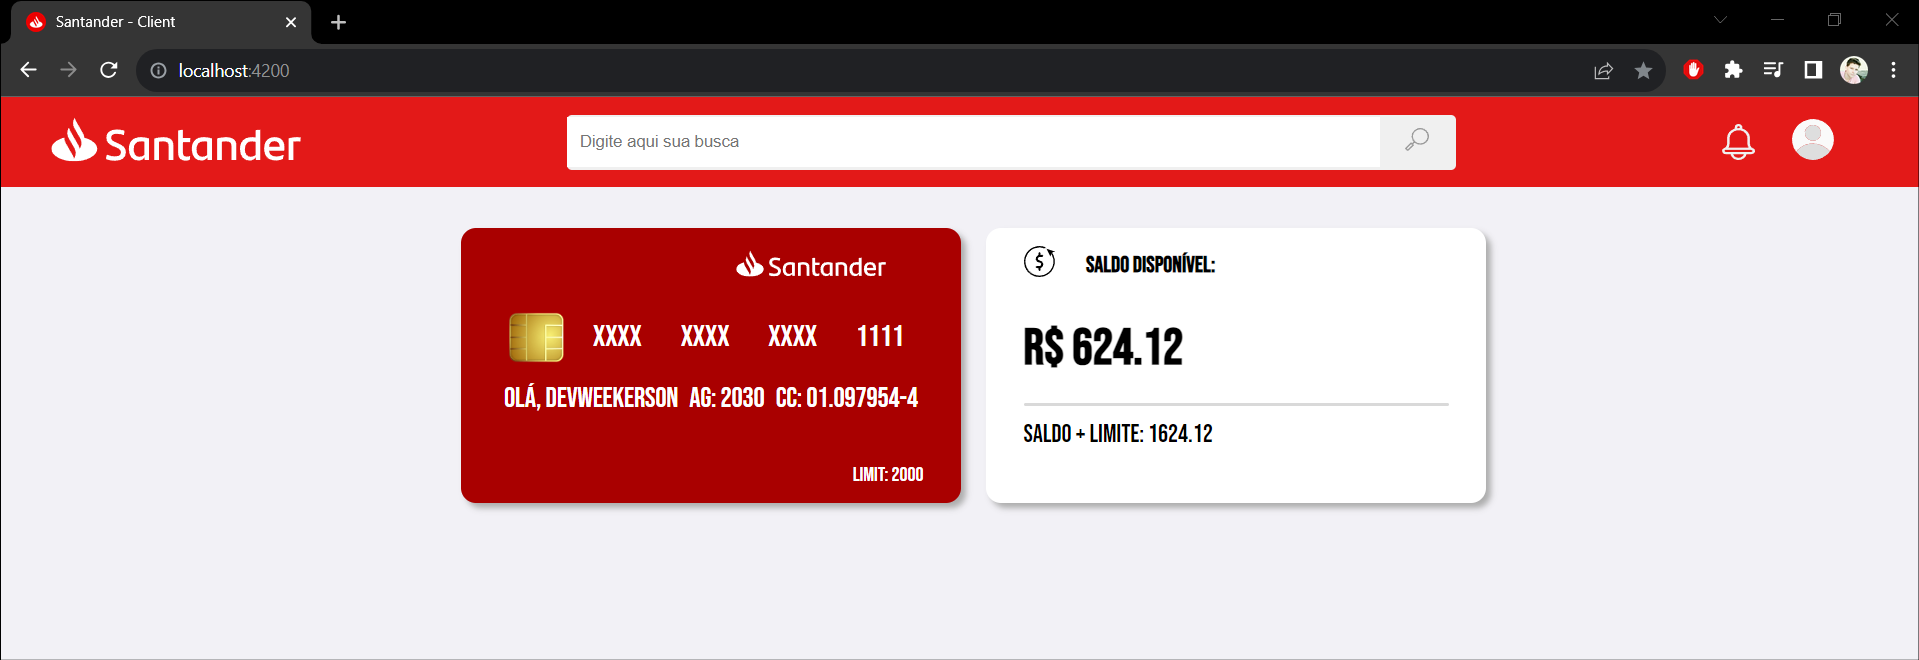 Santander - Client
localhost:4200
Santander
Digite aqui sua busca
Santander
XXXX XXXX XXXX 1111
OLÁ, DEVWEEKERSON AG: 2030 CC: 01.097954-4
LIMIT: 2000
$ SALDO DISPONÍVEL:
R$ 624.12
SALDO + LIMITE: 1624.12